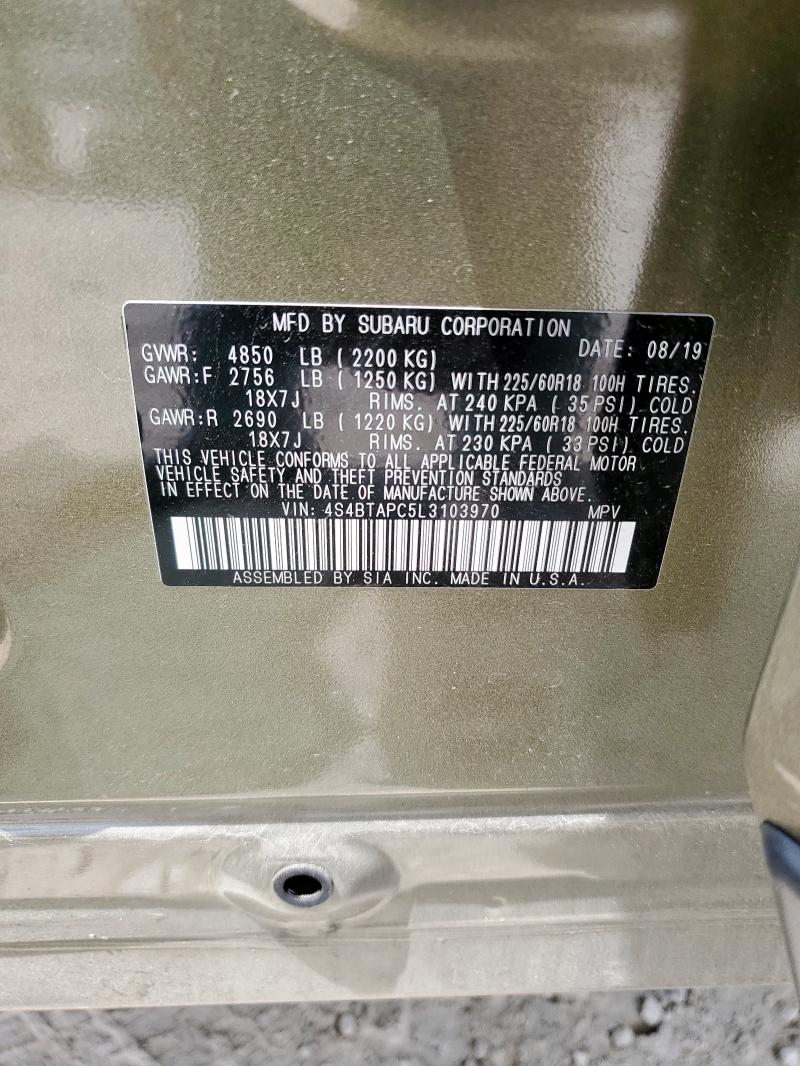 MFD BY SUBARU CORPORATION
GVWR: 4850 LB ( 2200 KG) DATE: 08/19
GAWR:F 2756 LB ( 1250 KG) WITH 225/60R18 100H TIRES.
18X7J RIMS. AT 240 KPA ( 35 PSI) COLD
GAWR:R 2690 LB ( 1220 KG) WITH 225/60R18 100H TIRES.
18X7J RIMS. AT 230 KPA ( 33 PSI) COLD
THIS VEHICLE CONFORMS TO ALL APPLICABLE FEDERAL MOTOR
VEHICLE SAFETY AND THEFT PREVENTION STANDARDS
IN EFFECT ON THE DATE OF MANUFACTURE SHOWN ABOVE.
VIN: 4S4BTAPC5L3103970 MPV
ASSEMBLED BY SIA INC. MADE IN U.S.A.